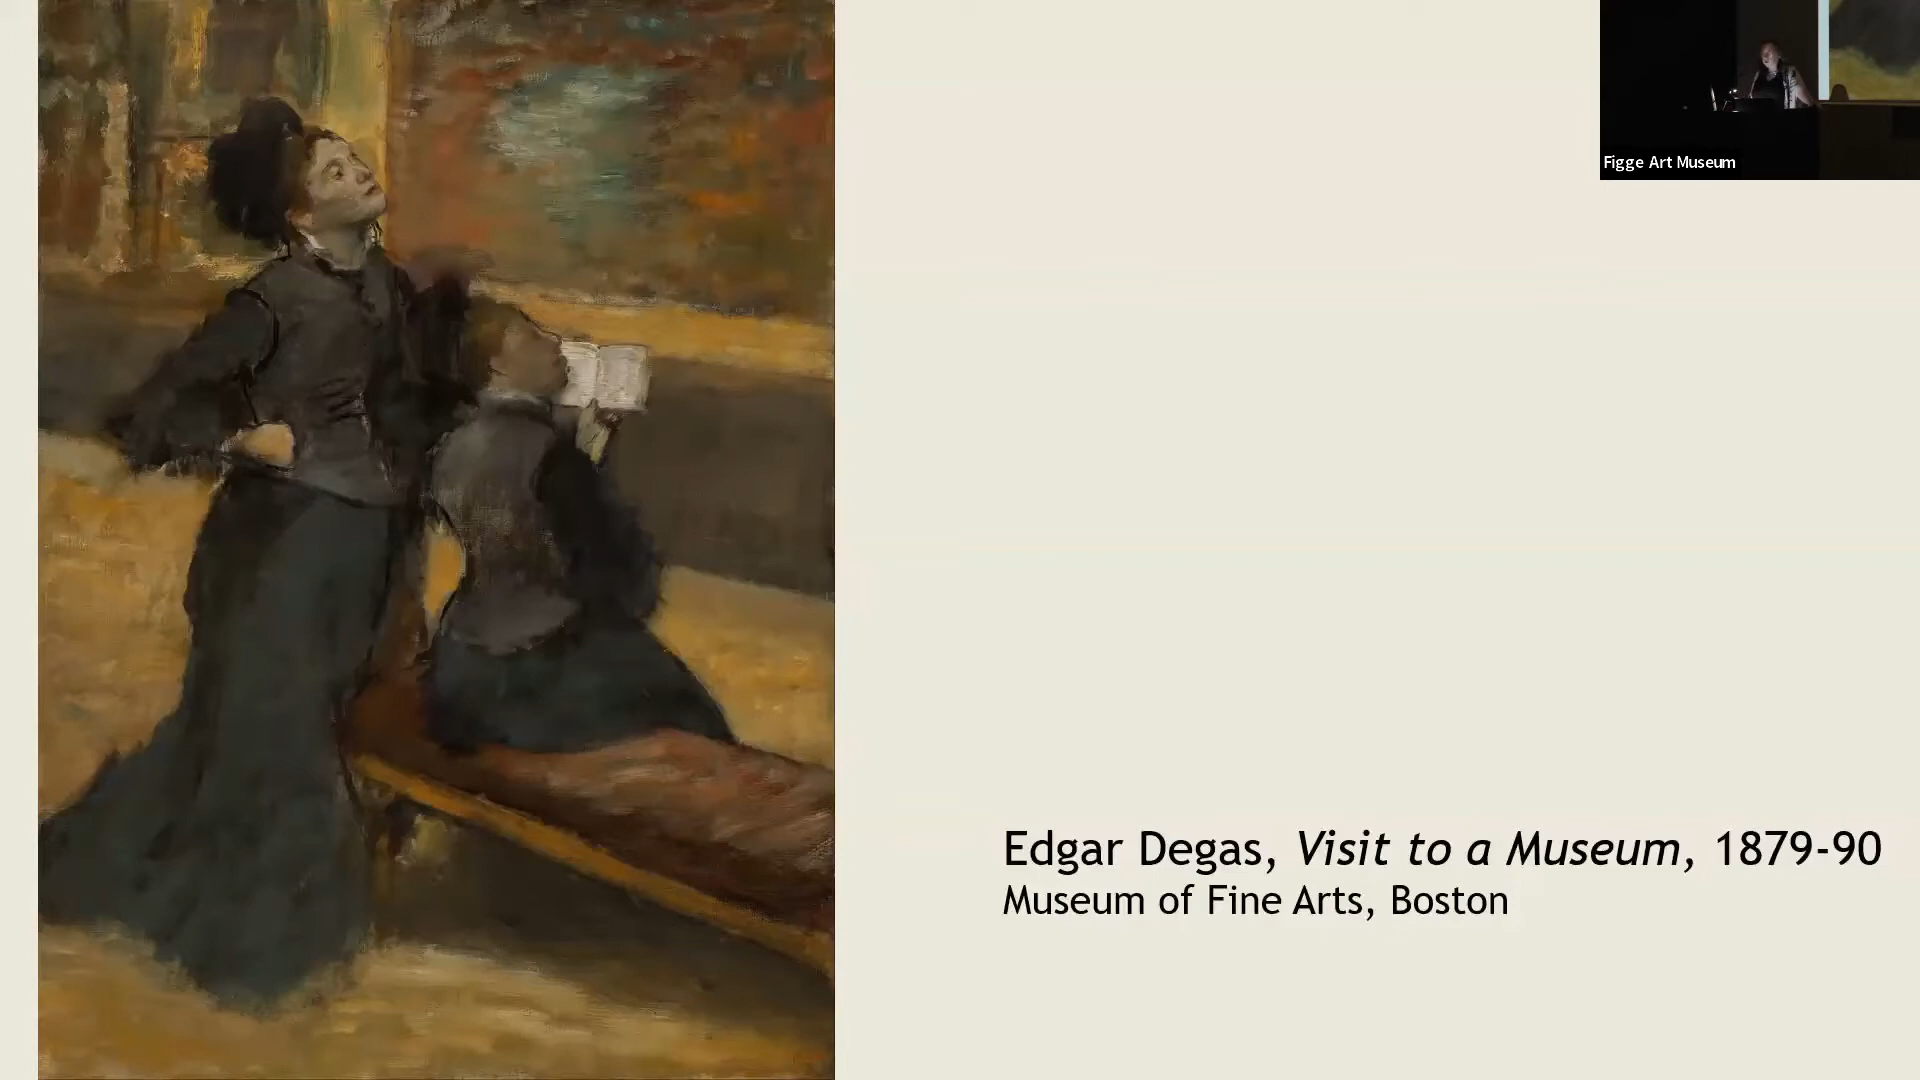 Figge Art Museum
Edgar Degas, Visit to a Museum, 1879-90
Museum of Fine Arts, Boston